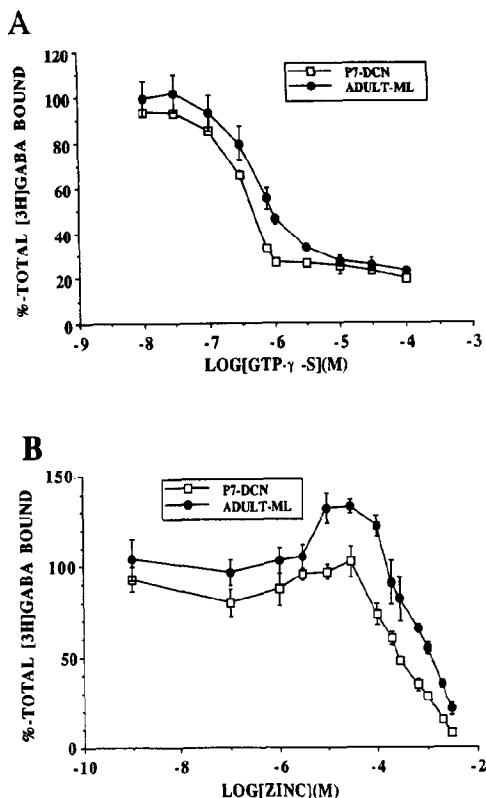 A
120
100
80
60
40
20
0
%-TOTAL [3H]GABA BOUND
P7-DCN
ADULT-ML
-9 -8 -7 -6 -5 -4 -3
LOG[GTP-γ -S](M)
B
150
100
50
0
%-TOTAL [3H]GABA BOUND
P7-DCN
ADULT-ML
-10 -8 -6 -4 -2
LOG[ZINC](M)